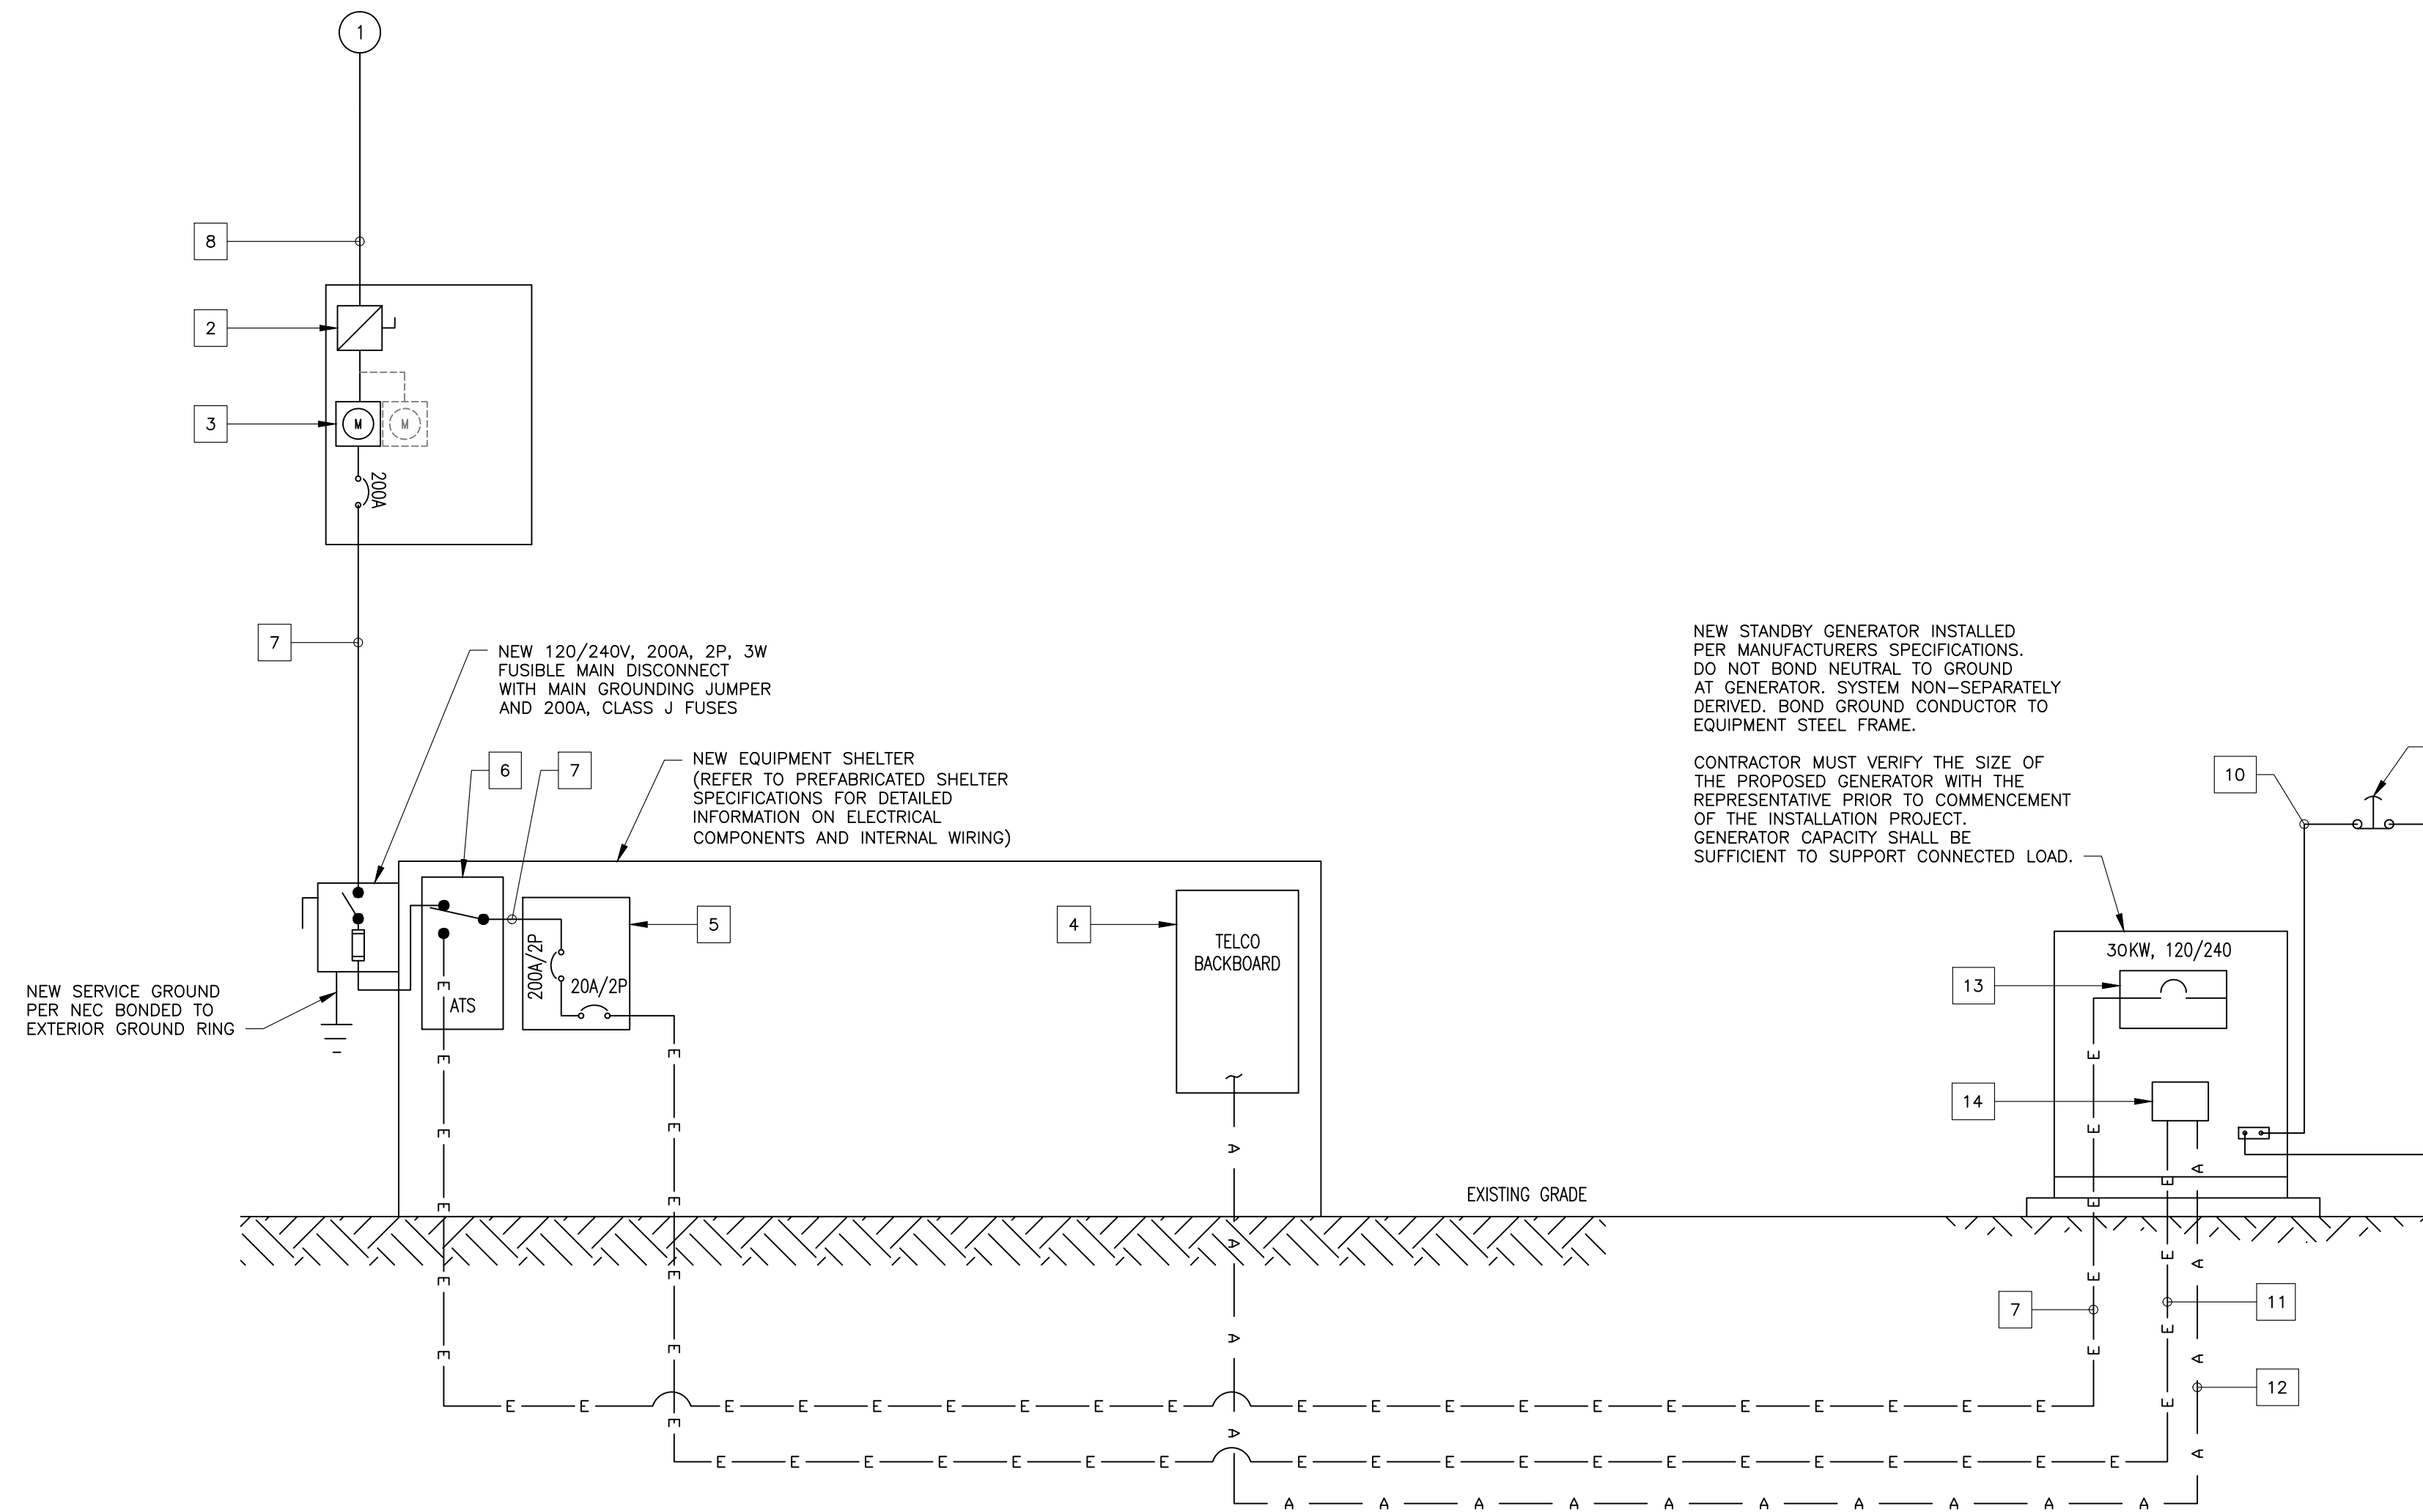 1
8
2
3
M
M
200A
7
NEW 120/240V, 200A, 2P, 3W
FUSIBLE MAIN DISCONNECT
WITH MAIN GROUNDING JUMPER
AND 200A, CLASS J FUSES
6
7
NEW EQUIPMENT SHELTER
(REFER TO PREFABRICATED SHELTER
SPECIFICATIONS FOR DETAILED
INFORMATION ON ELECTRICAL
COMPONENTS AND INTERNAL WIRING)
NEW SERVICE GROUND
PER NEC BONDED TO
EXTERIOR GROUND RING
ATS
200A/2P
20A/2P
5
4
TELCO
BACKBOARD
EXISTING GRADE
NEW STANDBY GENERATOR INSTALLED
PER MANUFACTURERS SPECIFICATIONS.
DO NOT BOND NEUTRAL TO GROUND
AT GENERATOR. SYSTEM NON-SEPARATELY
DERIVED. BOND GROUND CONDUCTOR TO
EQUIPMENT STEEL FRAME.
CONTRACTOR MUST VERIFY THE SIZE OF
THE PROPOSED GENERATOR WITH THE
REPRESENTATIVE PRIOR TO COMMENCEMENT
OF THE INSTALLATION PROJECT.
GENERATOR CAPACITY SHALL BE
SUFFICIENT TO SUPPORT CONNECTED LOAD.
10
30KW, 120/240
13
14
7
11
12
E E E E E E E E E E E E E E E E E E E E
E E E E E E E E E E E E E E E E E E E
A A A A A A A A A A